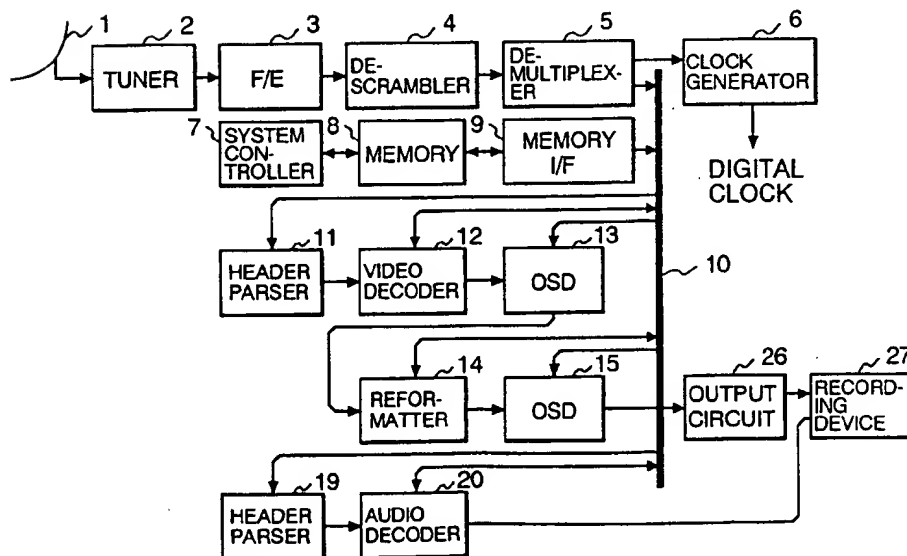 1
2
3
4
5
6
TUNER
F/E
DE-
SCRAMBLER
DE-
MULTIPLEX-
ER
CLOCK
GENERATOR
7
8
9
SYSTEM
CON-
TROLLER
MEMORY
MEMORY
I/F
DIGITAL
CLOCK
11
12
13
10
HEADER
PARSER
VIDEO
DECODER
OSD
14
15
26
27
REFOR-
MATTER
OSD
OUTPUT
CIRCUIT
RECORD-
ING
DEVICE
19
20
HEADER
PARSER
AUDIO
DECODER